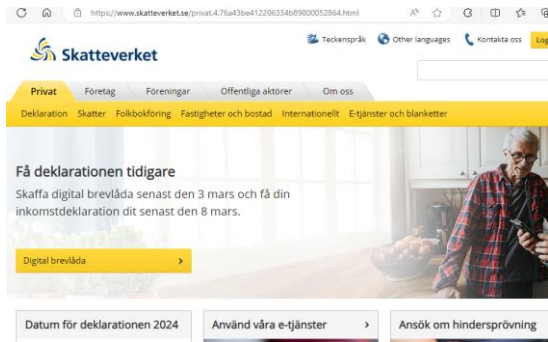 https://www.skatteverket.se/privat.4.76a43be412206334b89800052864.html
Skatteverket
Teckenspråk
Other languages
Kontakta oss
Log
Privat
Företag
Föreningar
Offentliga aktörer
Om oss
Deklaration
Skatter
Folkbokföring
Fastigheter och bostad
Internationellt
E-tjänster och blanketter
Få deklarationen tidigare
Skaffa digital brevlåda senast den 3 mars och få din
inkomstdeklaration dit senast den 8 mars.
Digital brevlåda
Datum för deklarationen 2024
Använd våra e-tjänster
Ansök om hindersprövning